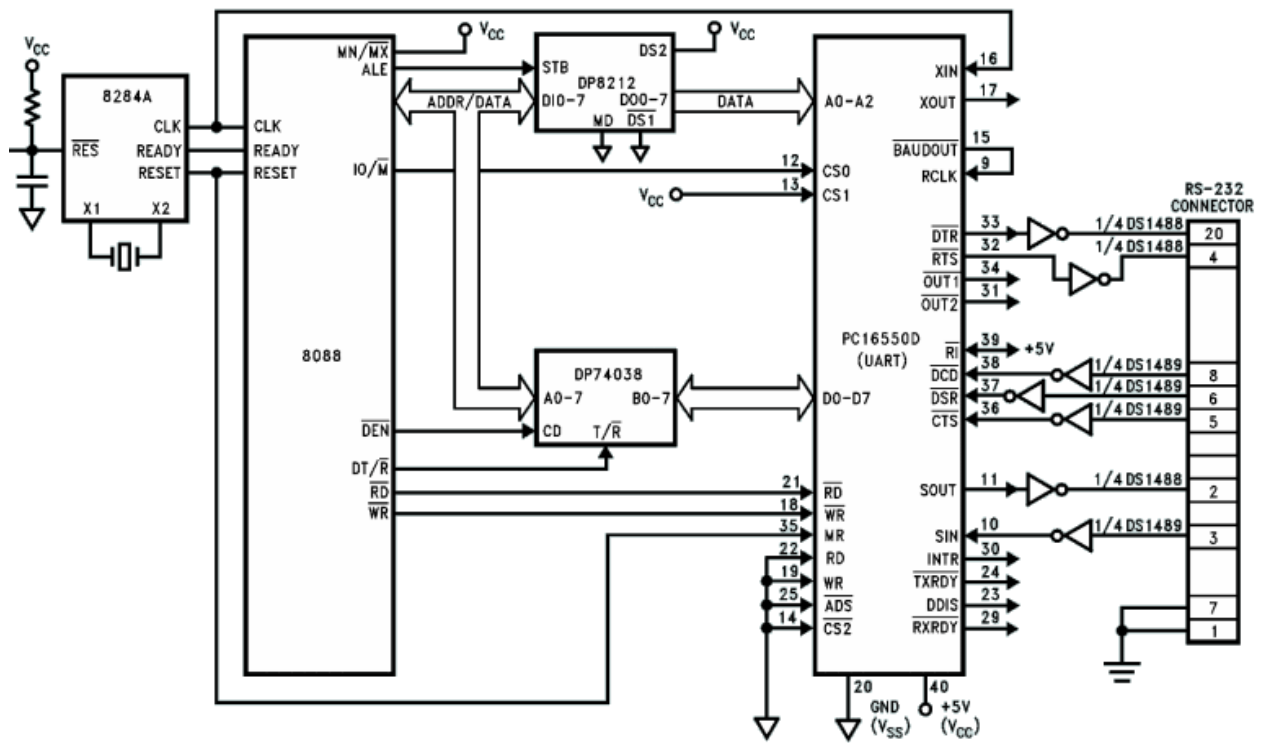 VCC
8284A
CLK
RES
READY
RESET
X1
X2
CLK
READY
RESET
8088
MN/MX
ALE
VCC
ADDR/DATA
IO/M
DEN
DT/R
RD
WR
STB
DS2
DP8212
DI0-7
DO0-7
MD
DS1
VCC
DATA
VCC
DP74038
A0-7
B0-7
CD
T/R
12
13
21
18
35
22
19
25
14
A0-A2
CS0
CS1
PC16550D
(UART)
D0-D7
RD
WR
MR
RD
WR
ADS
CS2
XIN
XOUT
BAUDOUT
RCLK
DTR
RTS
OUT1
OUT2
RI
DCD
DSR
CTS
SOUT
SIN
INTR
TXRDY
DDIS
RXRDY
16
17
15
9
33
32
34
31
39
+5V
38
37
36
11
10
30
24
23
29
20
GND
(VSS)
40
+5V
(VCC)
1/4 DS1488
1/4 DS1488
1/4 DS1489
1/4 DS1489
1/4 DS1489
1/4 DS1488
1/4 DS1489
RS-232
CONNECTOR
20
4
8
6
5
2
3
7
1